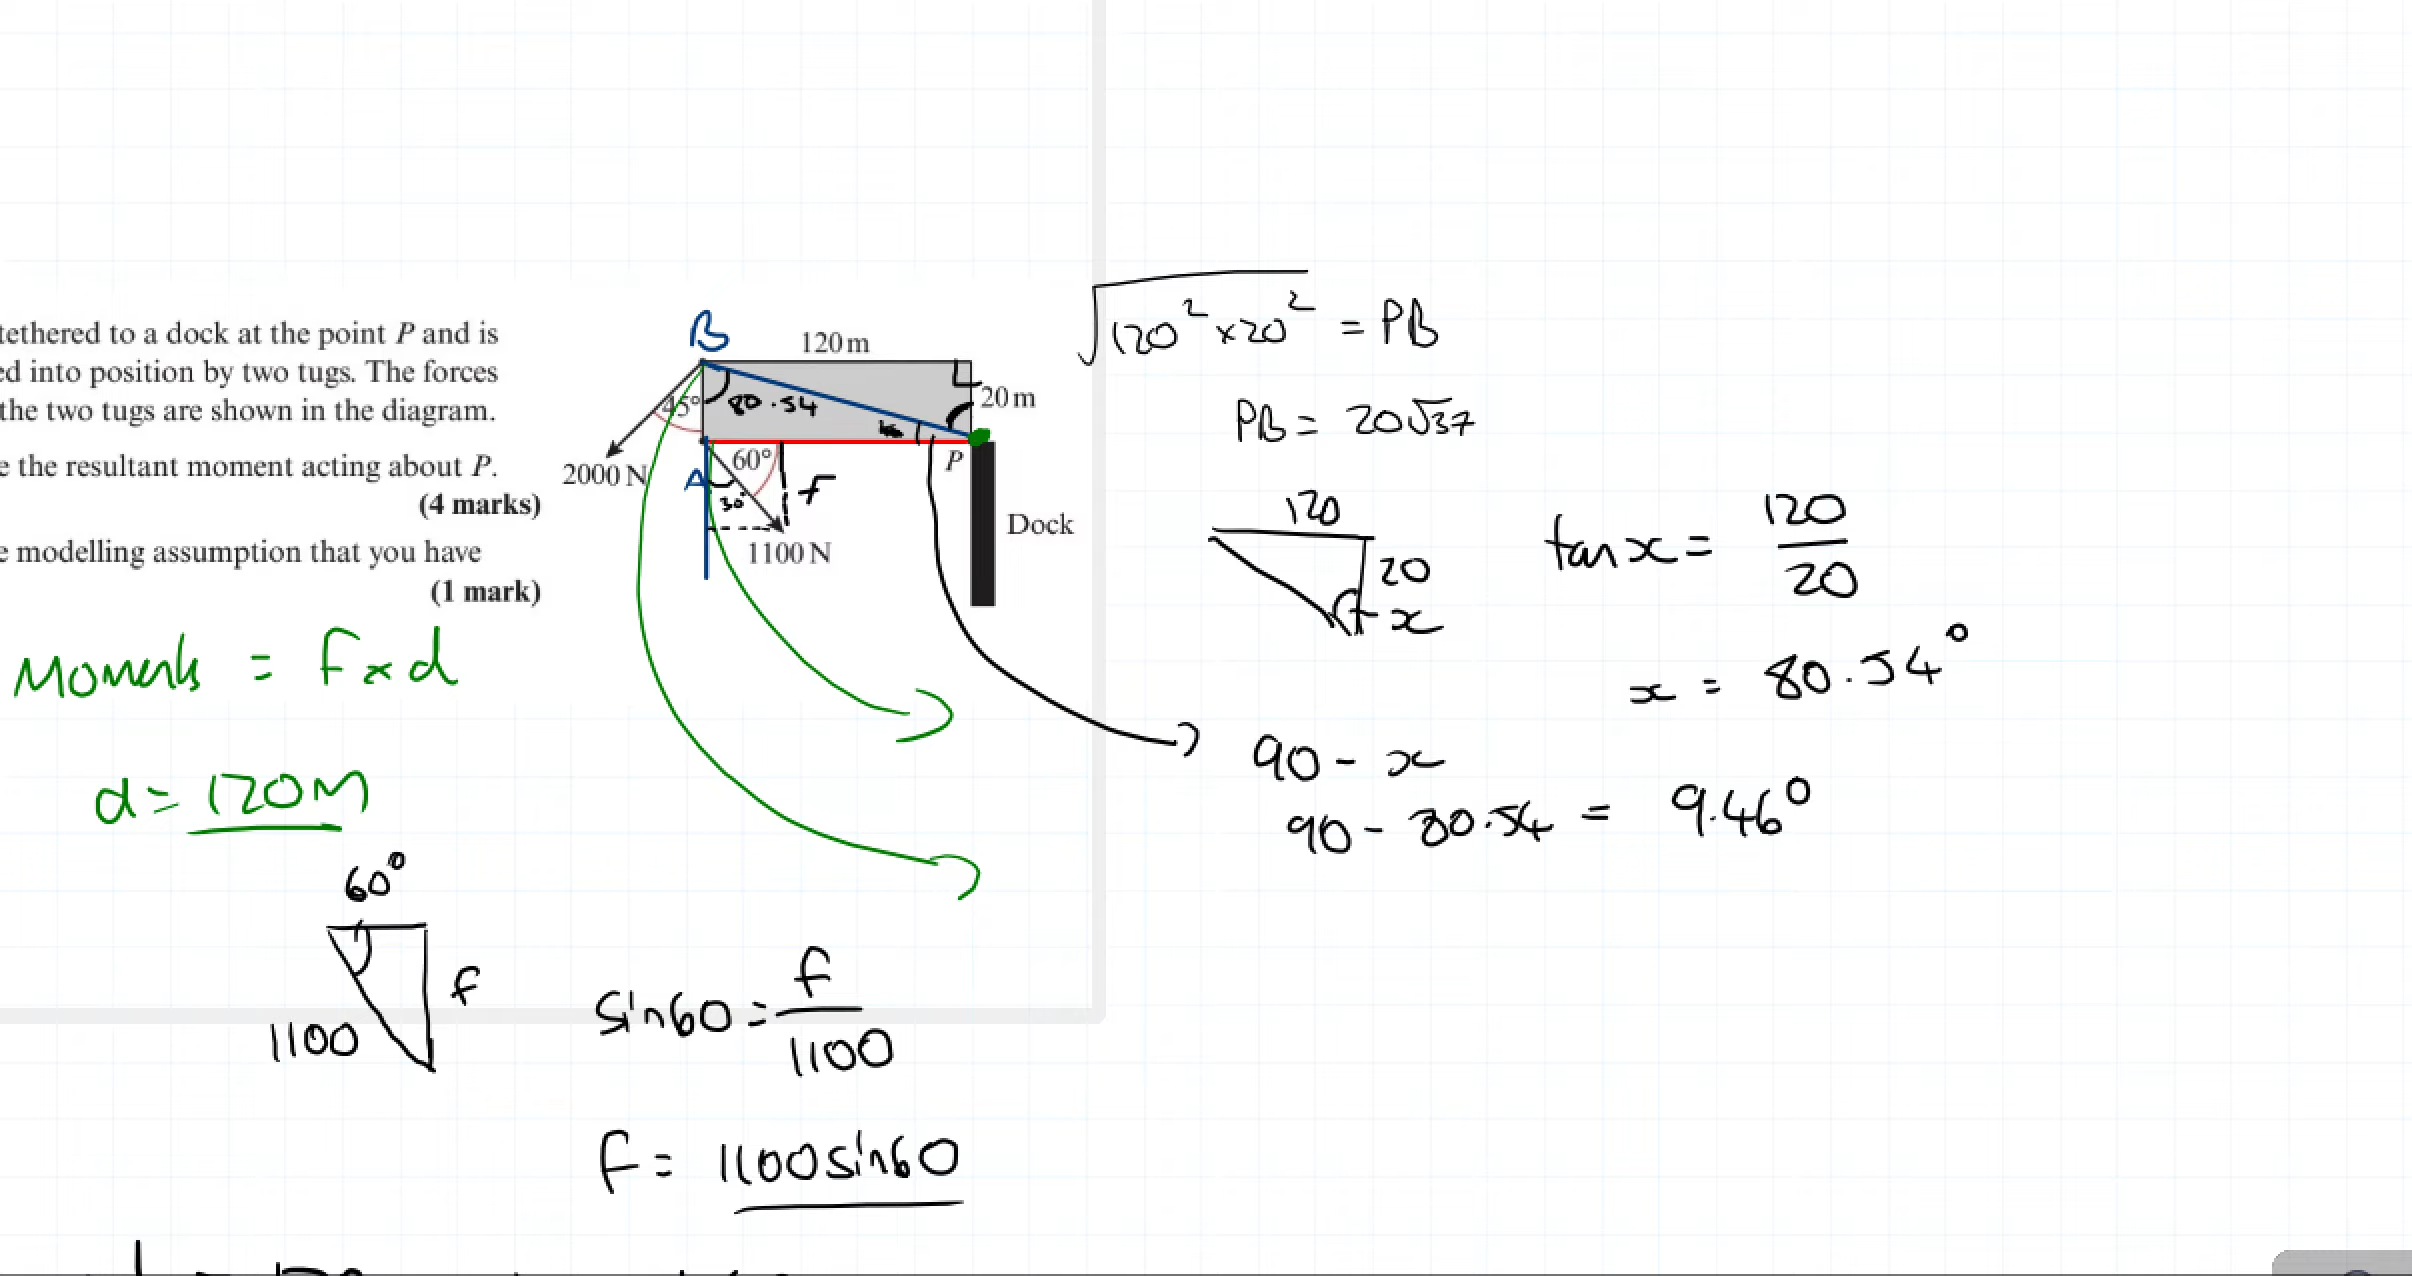 tethered to a dock at the point P and is
ed into position by two tugs. The forces
the two tugs are shown in the diagram.
e the resultant moment acting about P.
(4 marks)
e modelling assumption that you have
(1 mark)
B
120 m
20 m
45°
80.54
2000 N
A
60°
30°
F
P
1100 N
Dock
√120² × 20² = PB
PB = 20√37
120
20
x
tan x = 120/20
x = 80.54°
90 - x
90 - 80.54 = 9.46°
Moments = F × d
d = 120M
60°
1100
f
sin60 = f/1100
F = 1100sin60